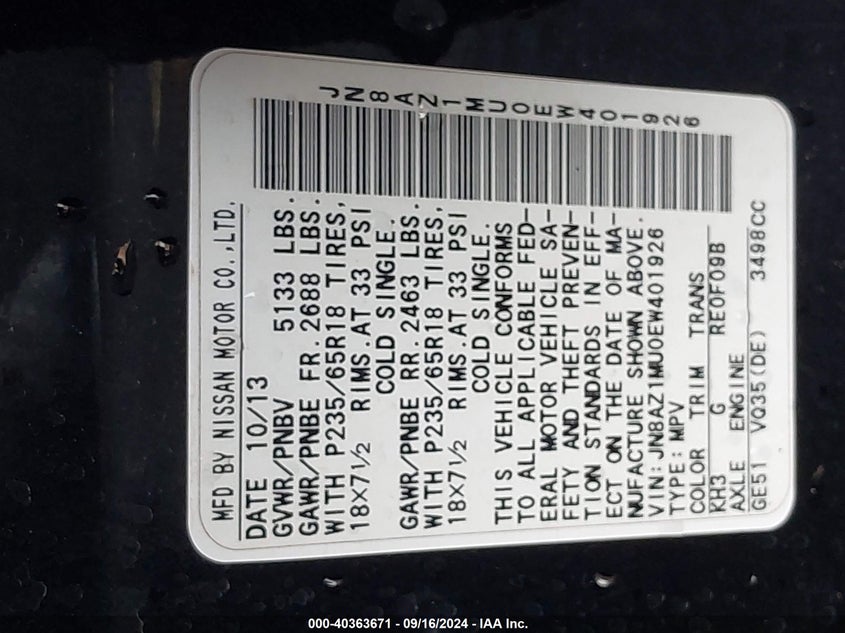 MFD BY NISSAN MOTOR CO.,LTD.
DATE 10/13
GVWR/PNBV 5133 LBS.
GAWR/PNBE FR.2688 LBS.
WITH P235/65R18 TIRES,
18X7½ RIMS.AT 33 PSI
COLD SINGLE.
GAWR/PNBE RR.2463 LBS.
WITH P235/65R18 TIRES,
18X7½ RIMS.AT 33 PSI
COLD SINGLE.
THIS VEHICLE CONFORMS
TO ALL APPLICABLE FED-
ERAL MOTOR VEHICLE SA-
FETY AND THEFT PREVEN-
TION STANDARDS IN EFF-
ECT ON THE DATE OF MA-
NUFACTURE SHOWN ABOVE.
VIN:JN8AZ1MU0EW401926
TYPE:MPV
COLOR TRIM TRANS
KH3 G RE0F09B
AXLE ENGINE
GE51 VQ35(DE) 3498CC
JN8AZ1MU0EW401926
000-40363671 - 09/16/2024 - IAA Inc.